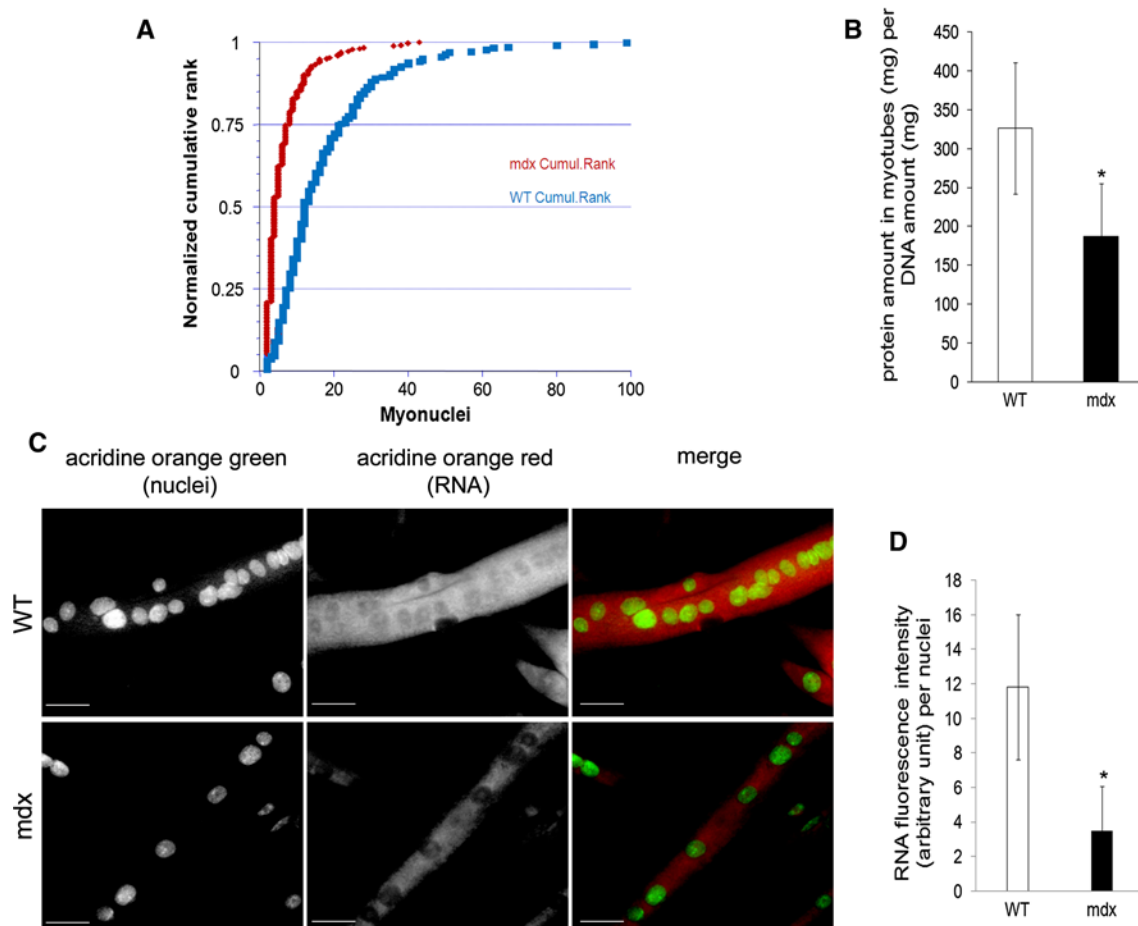 A
Normalized cumulative rank
1
0.75
0.5
0.25
0
mdx Cumul.Rank
WT Cumul.Rank
0 20 40 60 80 100
Myonuclei
B
protein amount in myotubes (mg) per
DNA amount (mg)
450
400
350
300
250
200
150
100
50
0
*
WT mdx
C
acridine orange green
(nuclei)
acridine orange red
(RNA)
merge
WT
mdx
D
RNA fluorescence intensity
(arbitrary unit) per nuclei
18
16
14
12
10
8
6
4
2
0
*
WT mdx